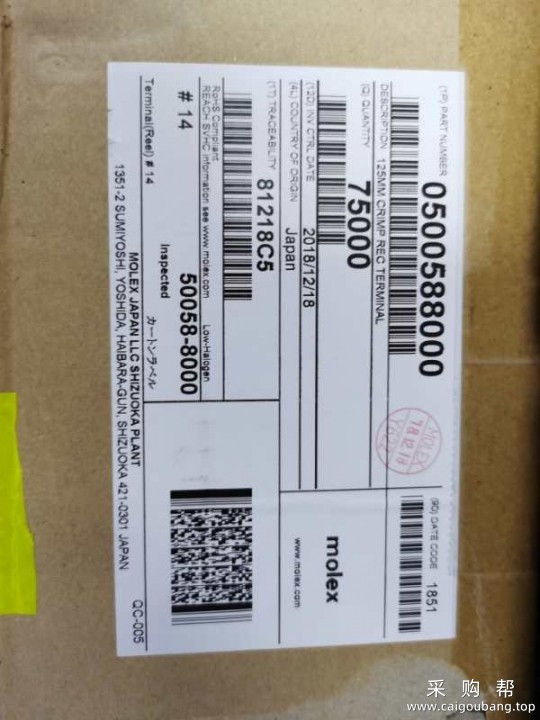 (1P) PART NUMBER
0500588000
DESCRIPTION 125MM CRIMP REC TERMINAL
(Q) QUANTITY
75000
(12D) INV CTRL DATE 2018/12/18
(4L) COUNTRY OF ORIGIN Japan
(1T) TRACEABILITY
81218C5
(9D) DATE CODE 1851
MOLEX
18.12.18
molex
www.molex.com
RoHS Compliant Low-Halogen
REACH SVHC information see www.molex.com
# 14
50058-8000
Inspected
Terminal(Reel) # 14
カートンラベル
MOLEX JAPAN LLC SHIZUOKA PLANT
1351-2 SUMIYOSHI, YOSHIDA, HAIBARA-GUN, SHIZUOKA 421-0301 JAPAN
QC-005
采购帮
www.caigoubang.top